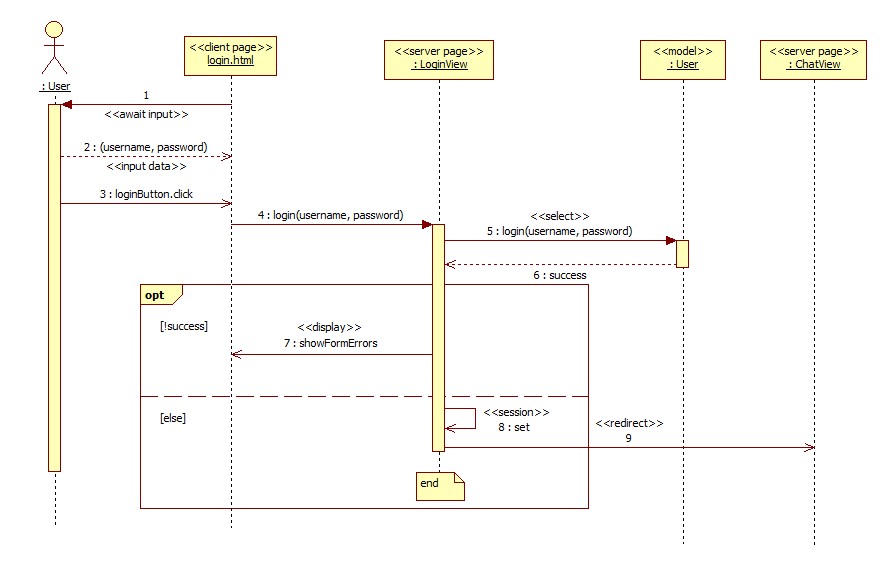 <<client page>>
login.html
<<server page>>
: LoginView
<<model>>
: User
<<server page>>
: ChatView
: User
1
<<await input>>
2 : (username, password)
<<input data>>
3 : loginButton.click
4 : login(username, password)
<<select>>
5 : login(username, password)
6 : success
opt
[!success]
<<display>>
7 : showFormErrors
[else]
<<session>>
8 : set
<<redirect>>
9
end